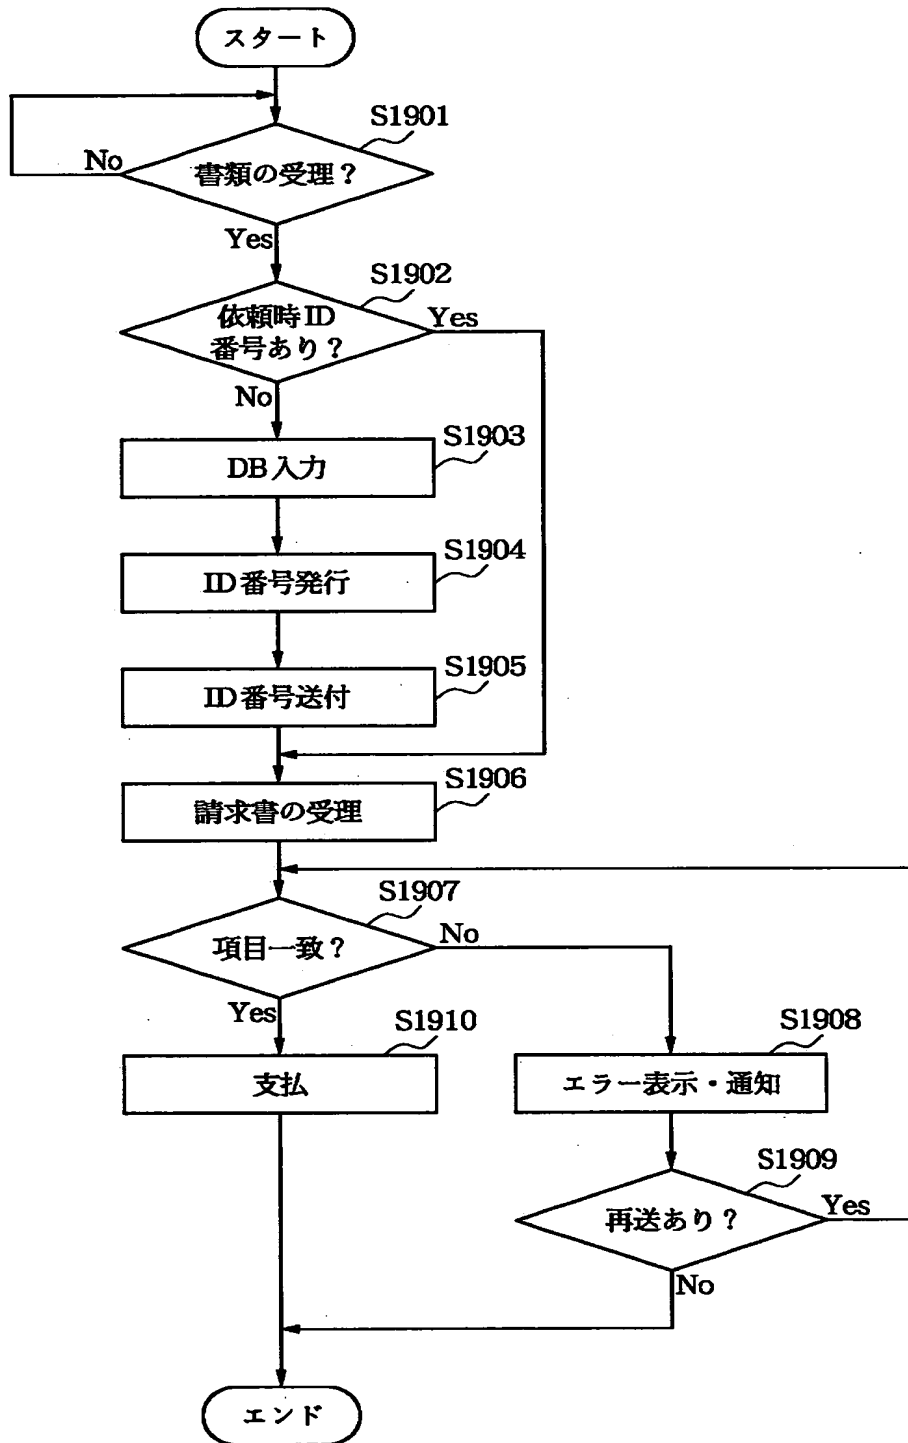 スタート
S1901
No
書類の受理？
Yes
S1902
依頼時ID
番号あり？
Yes
No
S1903
DB入力
S1904
ID番号発行
S1905
ID番号送付
S1906
請求書の受理
S1907
項目一致？
No
Yes
S1910
支払
S1908
エラー表示・通知
S1909
再送あり？
Yes
No
エンド